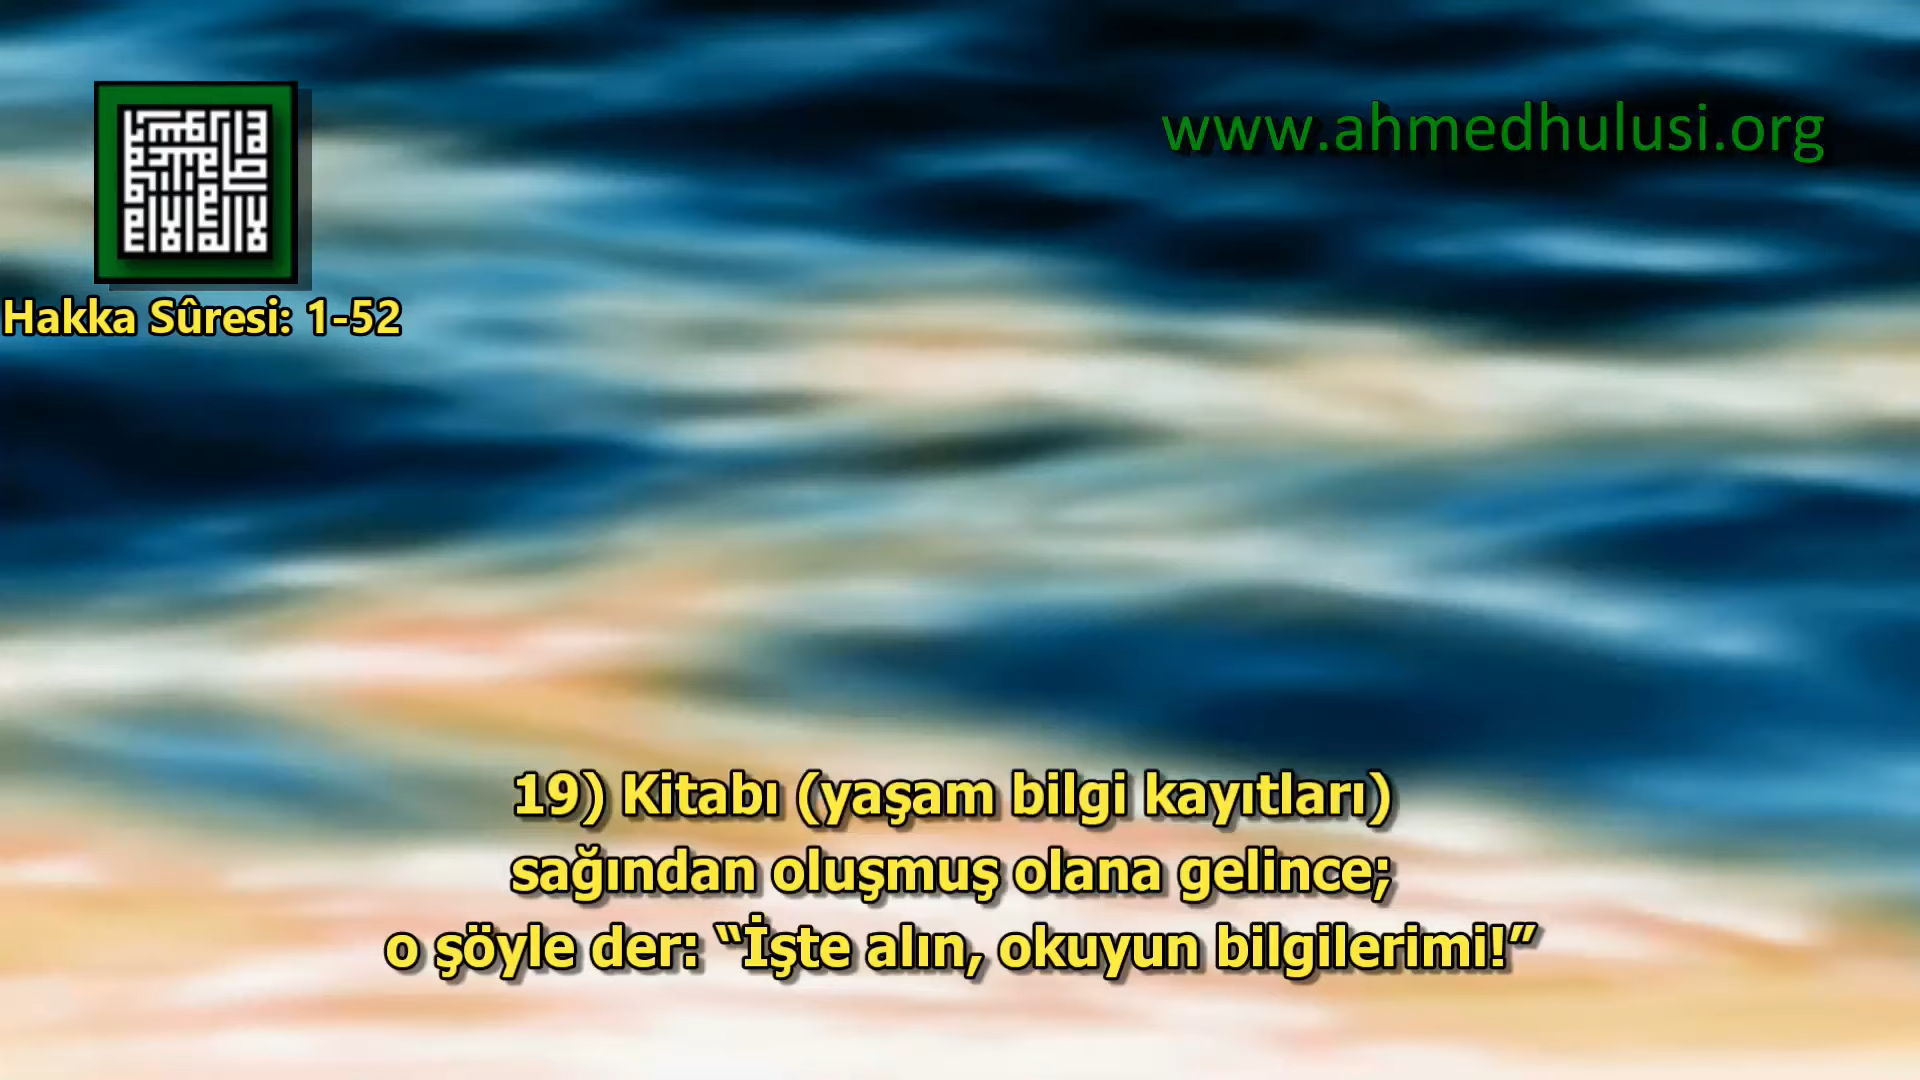 www.ahmedhulusi.org
Hakka Sûresi: 1-52
19) Kitabı (yaşam bilgi kayıtları)
sağından oluşmuş olana gelince;
o şöyle der: “İşte alın, okuyun bilgilerimi!”